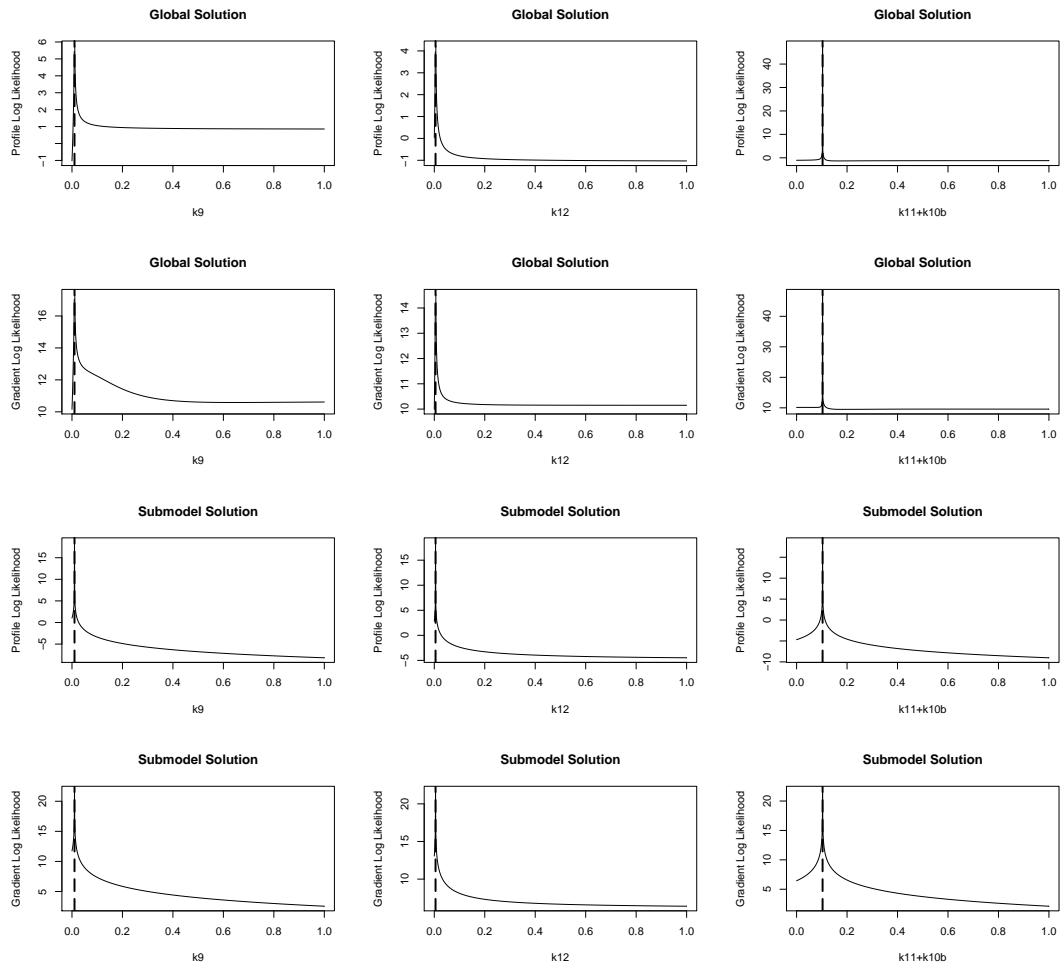 Global Solution
Profile Log Likelihood
−1 1 2 3 4 5 6
0.0 0.2 0.4 0.6 0.8 1.0
k9
Global Solution
Profile Log Likelihood
−1 0 1 2 3 4
0.0 0.2 0.4 0.6 0.8 1.0
k12
Global Solution
Profile Log Likelihood
0 10 20 30 40
0.0 0.2 0.4 0.6 0.8 1.0
k11+k10b
Global Solution
Gradient Log Likelihood
10 12 14 16
0.0 0.2 0.4 0.6 0.8 1.0
k9
Global Solution
Gradient Log Likelihood
10 11 12 13 14
0.0 0.2 0.4 0.6 0.8 1.0
k12
Global Solution
Gradient Log Likelihood
10 20 30 40
0.0 0.2 0.4 0.6 0.8 1.0
k11+k10b
Submodel Solution
Profile Log Likelihood
−5 0 5 10 15
0.0 0.2 0.4 0.6 0.8 1.0
k9
Submodel Solution
Profile Log Likelihood
−5 0 5 10 15
0.0 0.2 0.4 0.6 0.8 1.0
k12
Submodel Solution
Profile Log Likelihood
−10 0 5 10
0.0 0.2 0.4 0.6 0.8 1.0
k11+k10b
Submodel Solution
Gradient Log Likelihood
5 10 15 20
0.0 0.2 0.4 0.6 0.8 1.0
k9
Submodel Solution
Gradient Log Likelihood
10 15 20
0.0 0.2 0.4 0.6 0.8 1.0
k12
Submodel Solution
Gradient Log Likelihood
5 10 15 20
0.0 0.2 0.4 0.6 0.8 1.0
k11+k10b